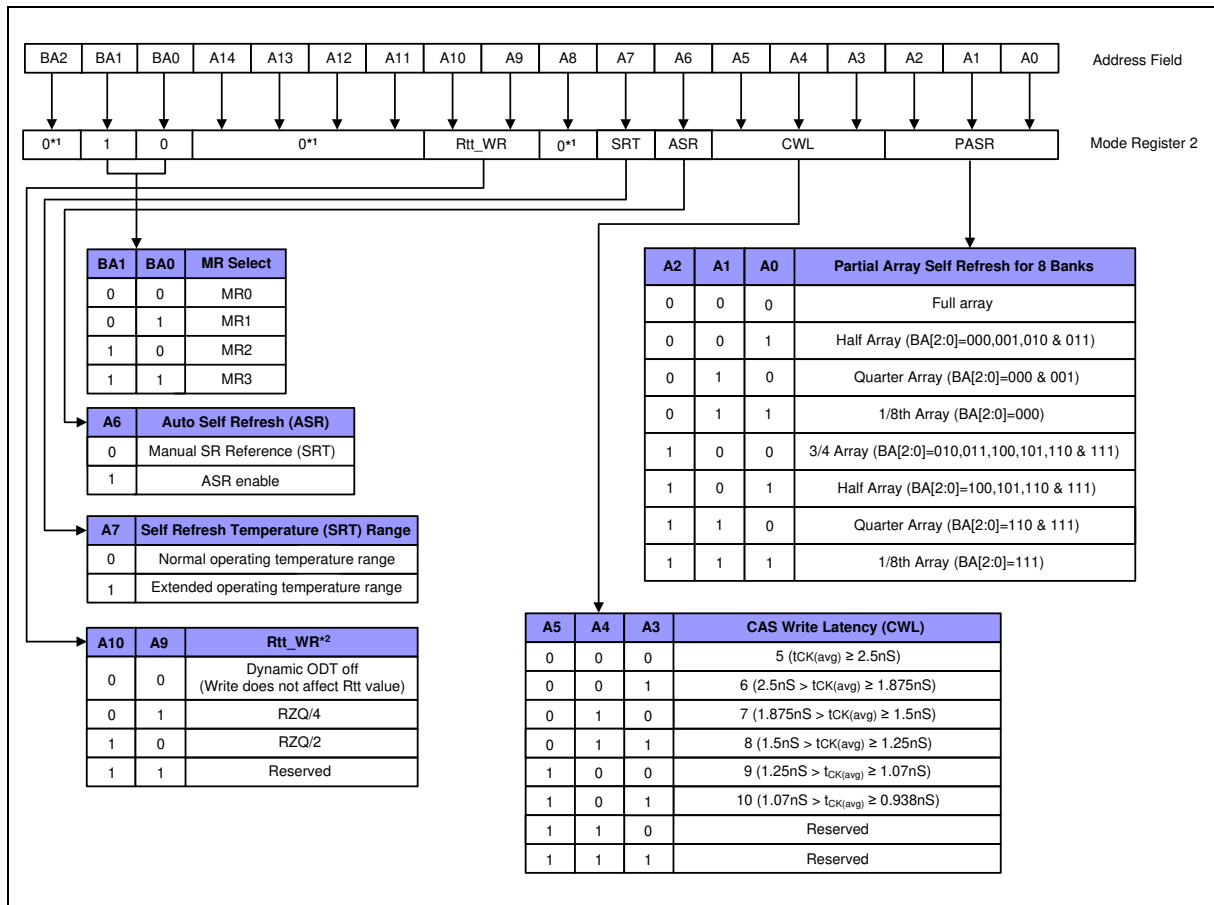 BA2 BA1 BA0 A14 A13 A12 A11 A10 A9 A8 A7 A6 A5 A4 A3 A2 A1 A0 Address Field
0*1 1 0 0*1 Rtt_WR 0*1 SRT ASR CWL PASR Mode Register 2
BA1 BA0 MR Select
0 0 MR0
0 1 MR1
1 0 MR2
1 1 MR3
A6 Auto Self Refresh (ASR)
0 Manual SR Reference (SRT)
1 ASR enable
A7 Self Refresh Temperature (SRT) Range
0 Normal operating temperature range
1 Extended operating temperature range
A10 A9 Rtt_WR*2
0 0 Dynamic ODT off
(Write does not affect Rtt value)
0 1 RZQ/4
1 0 RZQ/2
1 1 Reserved
A2 A1 A0 Partial Array Self Refresh for 8 Banks
0 0 0 Full array
0 0 1 Half Array (BA[2:0]=000,001,010 & 011)
0 1 0 Quarter Array (BA[2:0]=000 & 001)
0 1 1 1/8th Array (BA[2:0]=000)
1 0 0 3/4 Array (BA[2:0]=010,011,100,101,110 & 111)
1 0 1 Half Array (BA[2:0]=100,101,110 & 111)
1 1 0 Quarter Array (BA[2:0]=110 & 111)
1 1 1 1/8th Array (BA[2:0]=111)
A5 A4 A3 CAS Write Latency (CWL)
0 0 0 5 (tCK(avg) ≥ 2.5nS)
0 0 1 6 (2.5nS > tCK(avg) ≥ 1.875nS)
0 1 0 7 (1.875nS > tCK(avg) ≥ 1.5nS)
0 1 1 8 (1.5nS > tCK(avg) ≥ 1.25nS)
1 0 0 9 (1.25nS > tCK(avg) ≥ 1.07nS)
1 0 1 10 (1.07nS > tCK(avg) ≥ 0.938nS)
1 1 0 Reserved
1 1 1 Reserved